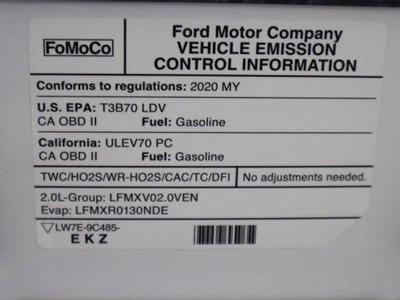 FoMoCo
Ford Motor Company
VEHICLE EMISSION
CONTROL INFORMATION
Conforms to regulations: 2020 MY
U.S. EPA: T3B70 LDV
CA OBD II Fuel: Gasoline
California: ULEV70 PC
CA OBD II Fuel: Gasoline
TWC/HO2S/WR-HO2S/CAC/TC/DFI No adjustments needed.
2.0L-Group: LFMXV02.0VEN
Evap: LFMXR0130NDE
LW7E-9C485-
EKZ